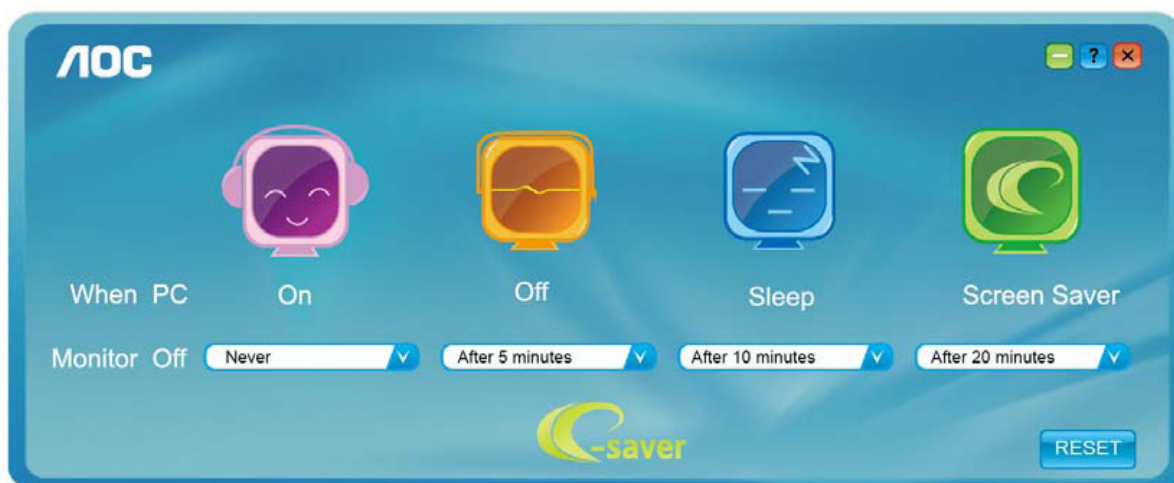 AOC
?
When PC On Off Sleep Screen Saver
Monitor Off Never After 5 minutes After 10 minutes After 20 minutes
e-saver
RESET